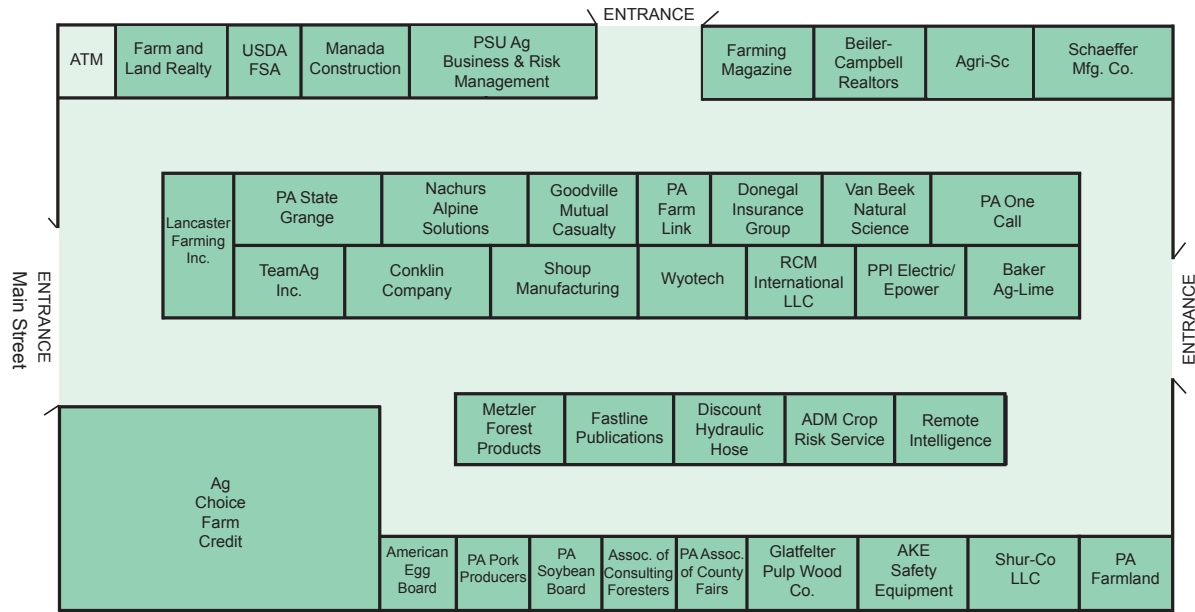 ENTRANCE
ATM
Farm and
Land Realty
USDA
FSA
Manada
Construction
PSU Ag
Business & Risk
Management
Farming
Magazine
Beiler-
Campbell
Realtors
Agri-Sc
Schaeffer
Mfg. Co.
Lancaster
Farming
Inc.
PA State
Grange
Nachurs
Alpine
Solutions
Goodville
Mutual
Casualty
PA
Farm
Link
Donegal
Insurance
Group
Van Beek
Natural
Science
PA One
Call
TeamAg
Inc.
Conklin
Company
Shoup
Manufacturing
Wyotech
RCM
International
LLC
PPI Electric/
Epower
Baker
Ag-Lime
ENTRANCE
Main Street
ENTRANCE
Metzler
Forest
Products
Fastline
Publications
Discount
Hydraulic
Hose
ADM Crop
Risk Service
Remote
Intelligence
Ag
Choice
Farm
Credit
American
Egg
Board
PA Pork
Producers
PA
Soybean
Board
Assoc. of
Consulting
Foresters
PA Assoc.
of County
Fairs
Glatfelter
Pulp Wood
Co.
AKE
Safety
Equipment
Shur-Co
LLC
PA
Farmland